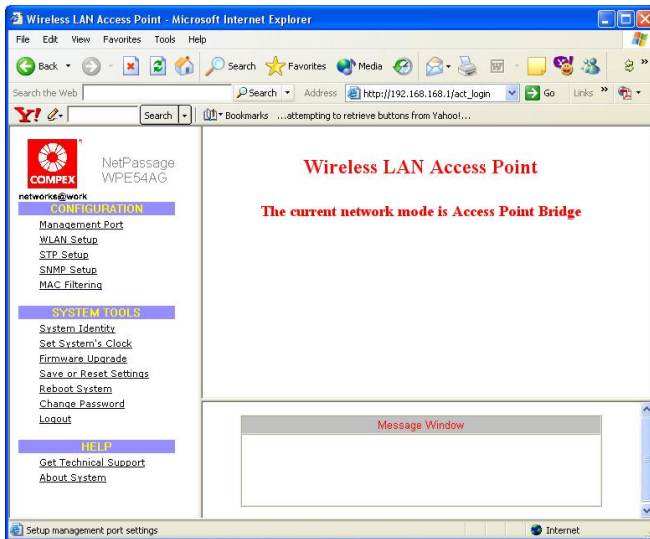 Wireless LAN Access Point - Microsoft Internet Explorer
File Edit View Favorites Tools Help
Back Search Favorites Media
Search the Web Search Address http://192.168.168.1/act_login Go Links »
Y! Search Bookmarks ...attempting to retrieve buttons from Yahoo!...
COMPEX
networks@work
NetPassage
WPE54AG
CONFIGURATION
Management Port
WLAN Setup
STP Setup
SNMP Setup
MAC Filtering
SYSTEM TOOLS
System Identity
Set System's Clock
Firmware Upgrade
Save or Reset Settings
Reboot System
Change Password
Logout
HELP
Get Technical Support
About System
Wireless LAN Access Point
The current network mode is Access Point Bridge
Message Window
Setup management port settings Internet